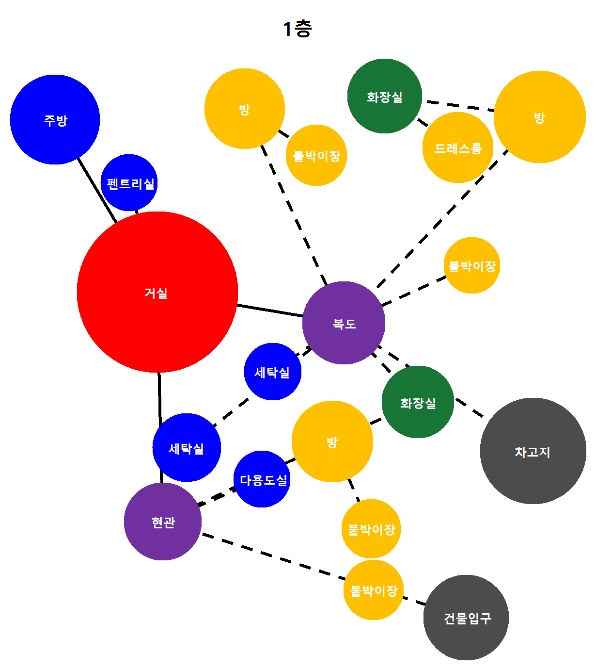 1층
주방
방
화장실
방
드레스룸
붙박이장
펜트리실
거실
붙박이장
복도
세탁실
화장실
세탁실
방
차고지
다용도실
현관
붙박이장
붙박이장
건물입구